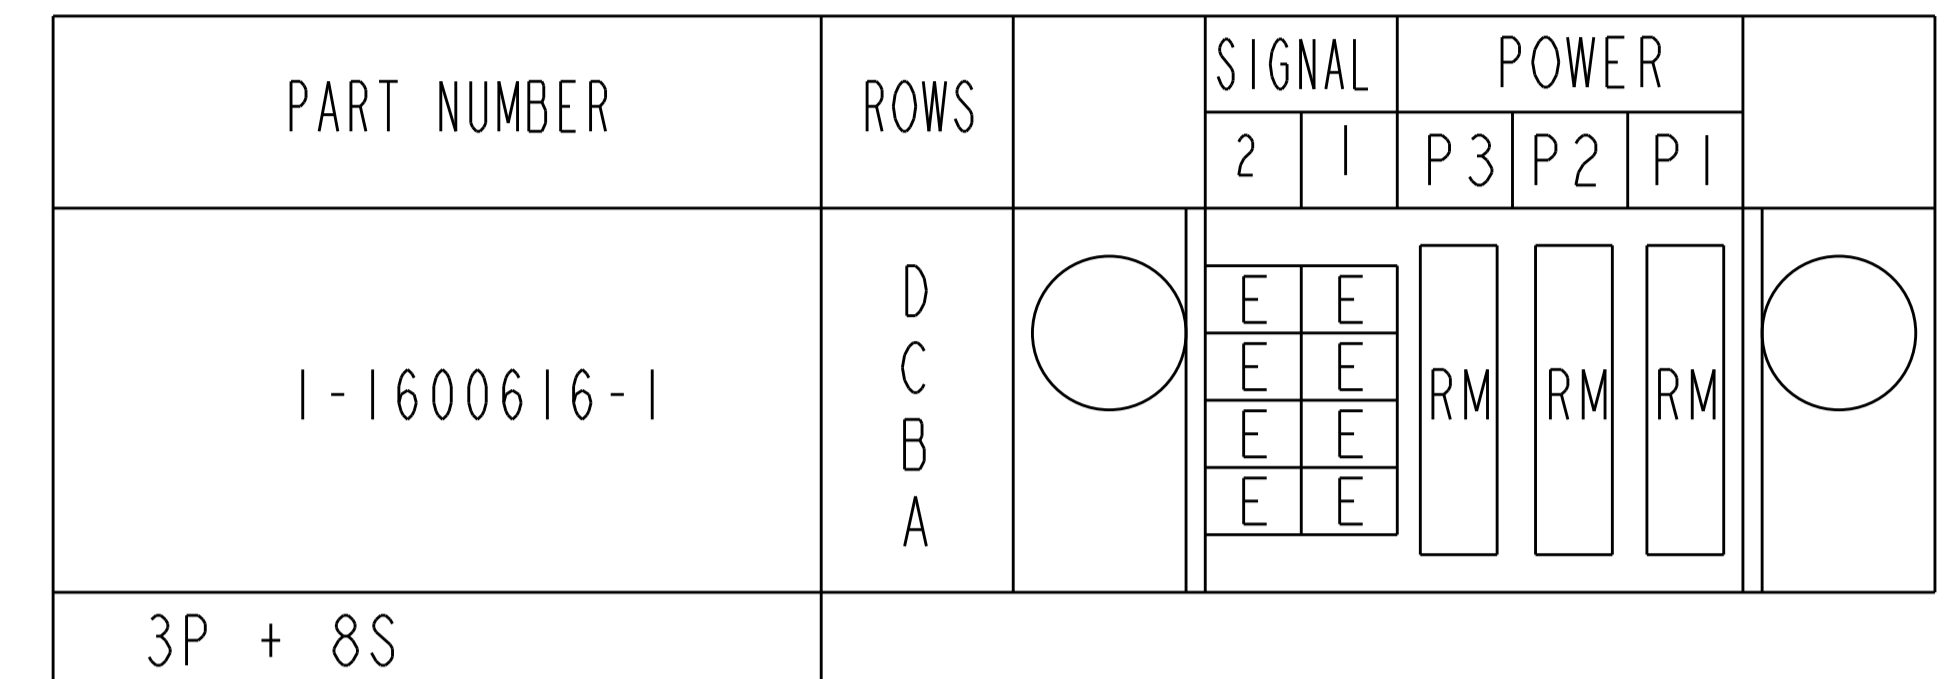 PART NUMBER ROWS SIGNAL POWER
2 1 P3 P2 P1
1-1600616-1
D E E
C E E
B E E
A E E
RM RM RM
3P + 8S